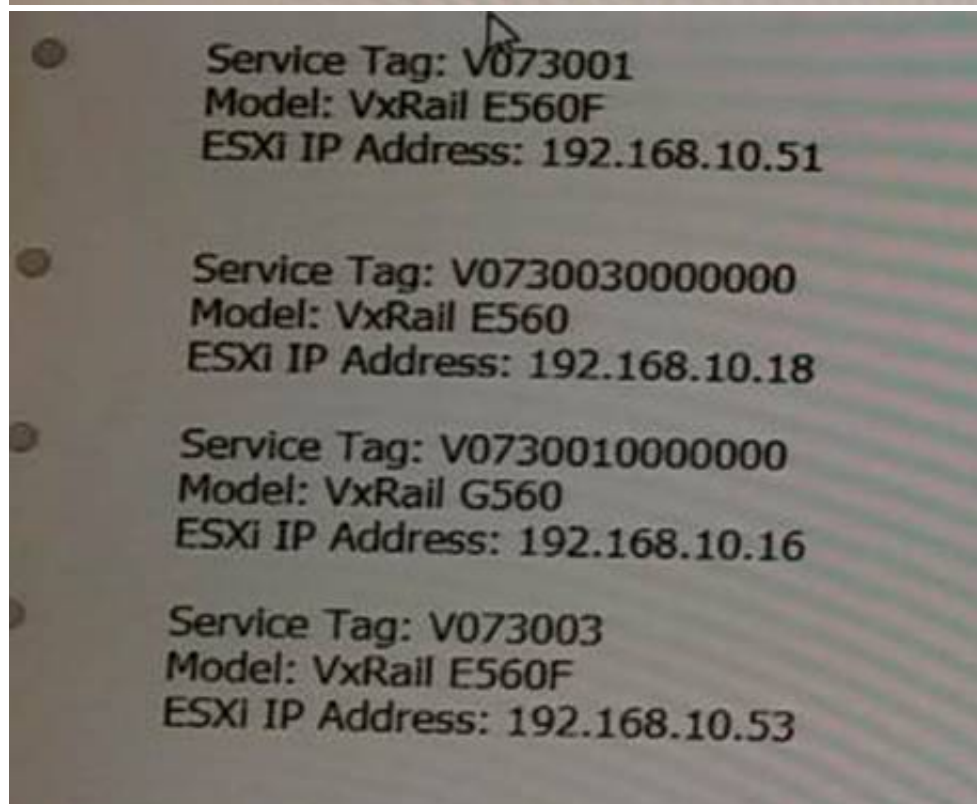 Service Tag: V073001
Model: VxRail E560F
ESXi IP Address: 192.168.10.51
Service Tag: V0730030000000
Model: VxRail E560
ESXi IP Address: 192.168.10.18
Service Tag: V0730010000000
Model: VxRail G560
ESXi IP Address: 192.168.10.16
Service Tag: V073003
Model: VxRail E560F
ESXi IP Address: 192.168.10.53